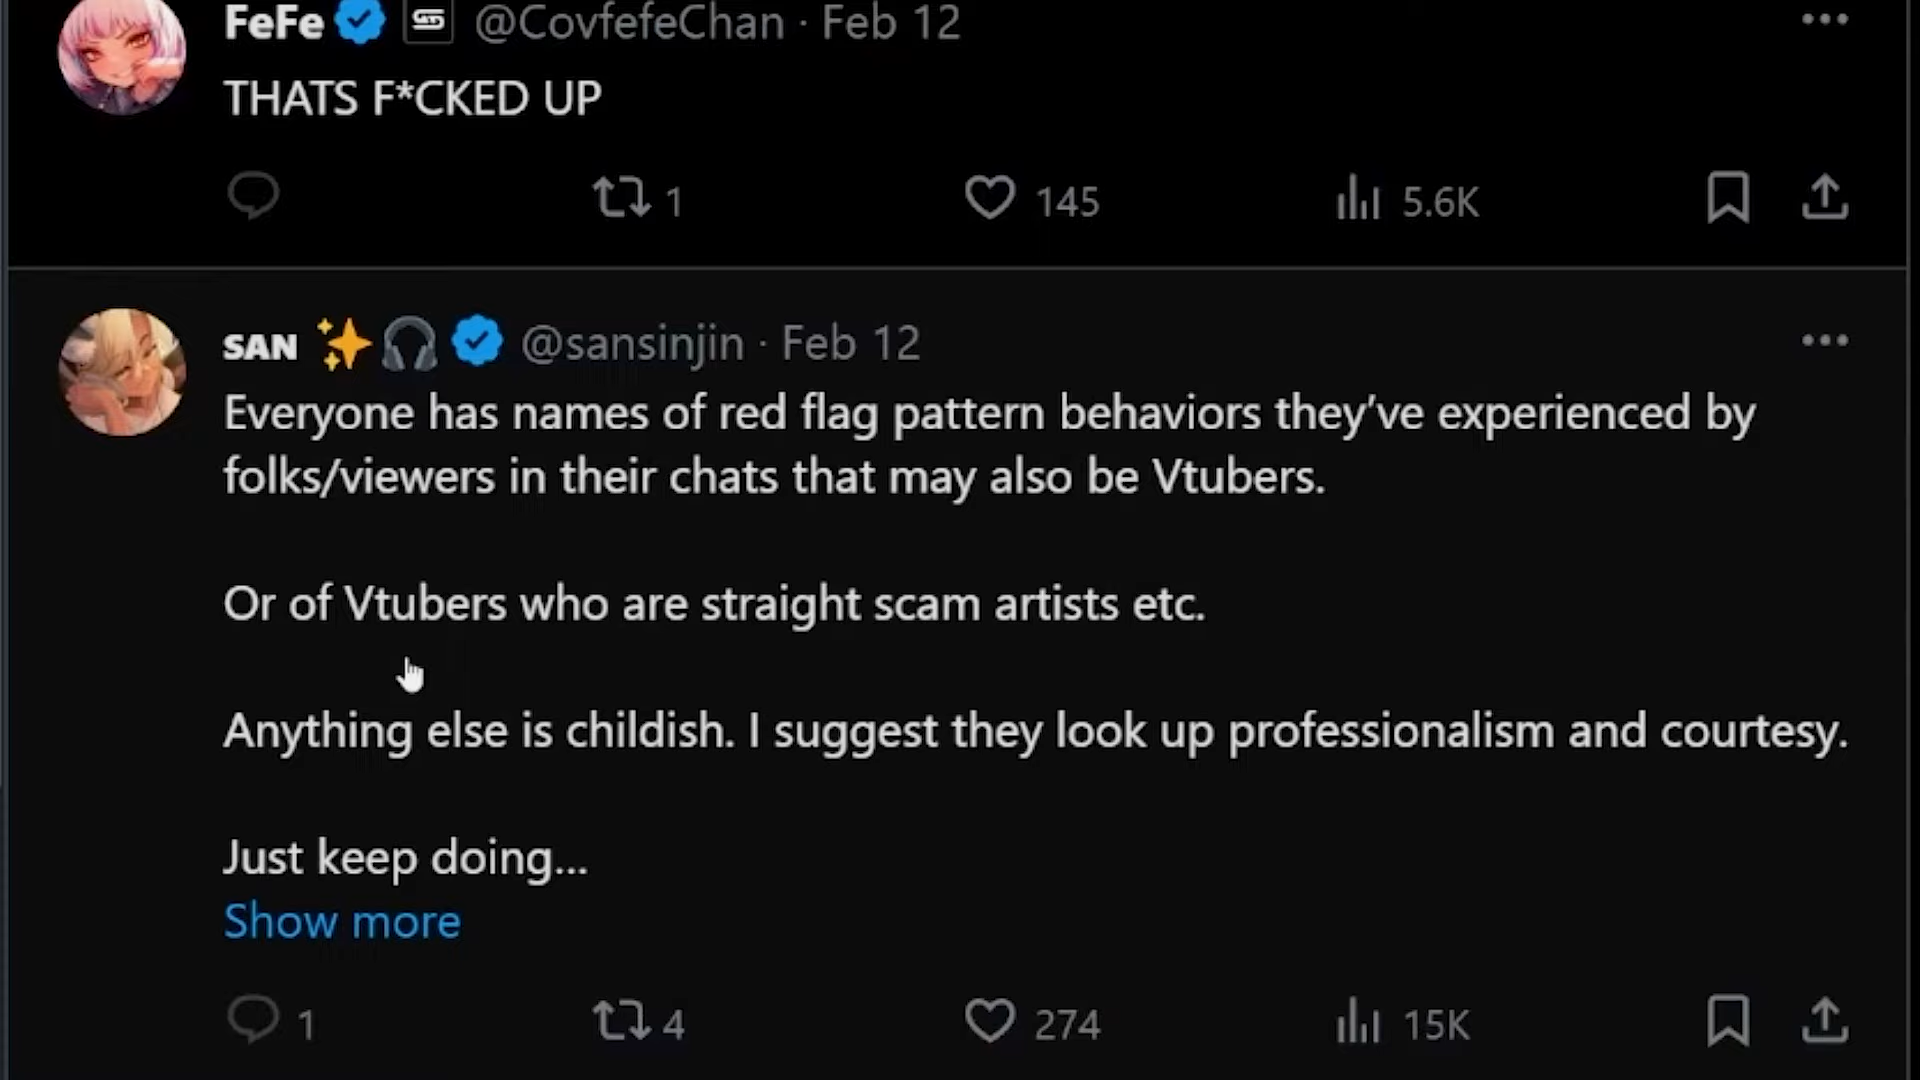 FeFe @CovfefeChan · Feb 12
THATS F*CKED UP
1 145 5.6K
SAN @sansinjin · Feb 12
Everyone has names of red flag pattern behaviors they’ve experienced by
folks/viewers in their chats that may also be Vtubers.
Or of Vtubers who are straight scam artists etc.
Anything else is childish. I suggest they look up professionalism and courtesy.
Just keep doing...
Show more
1 4 274 15K